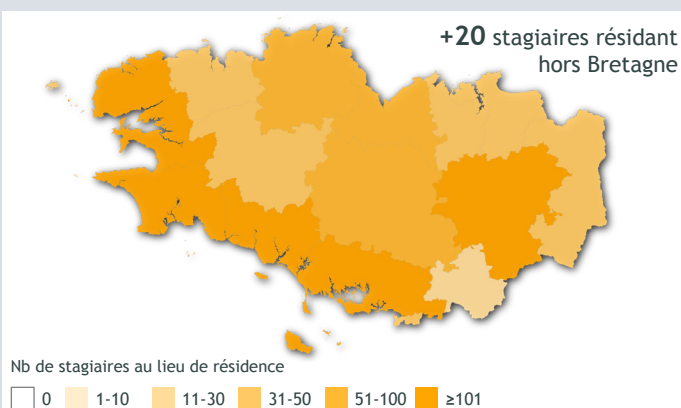 +20 stagiaires résidant
hors Bretagne
Nb de stagiaires au lieu de résidence
0 1-10 11-30 31-50 51-100 ≥101